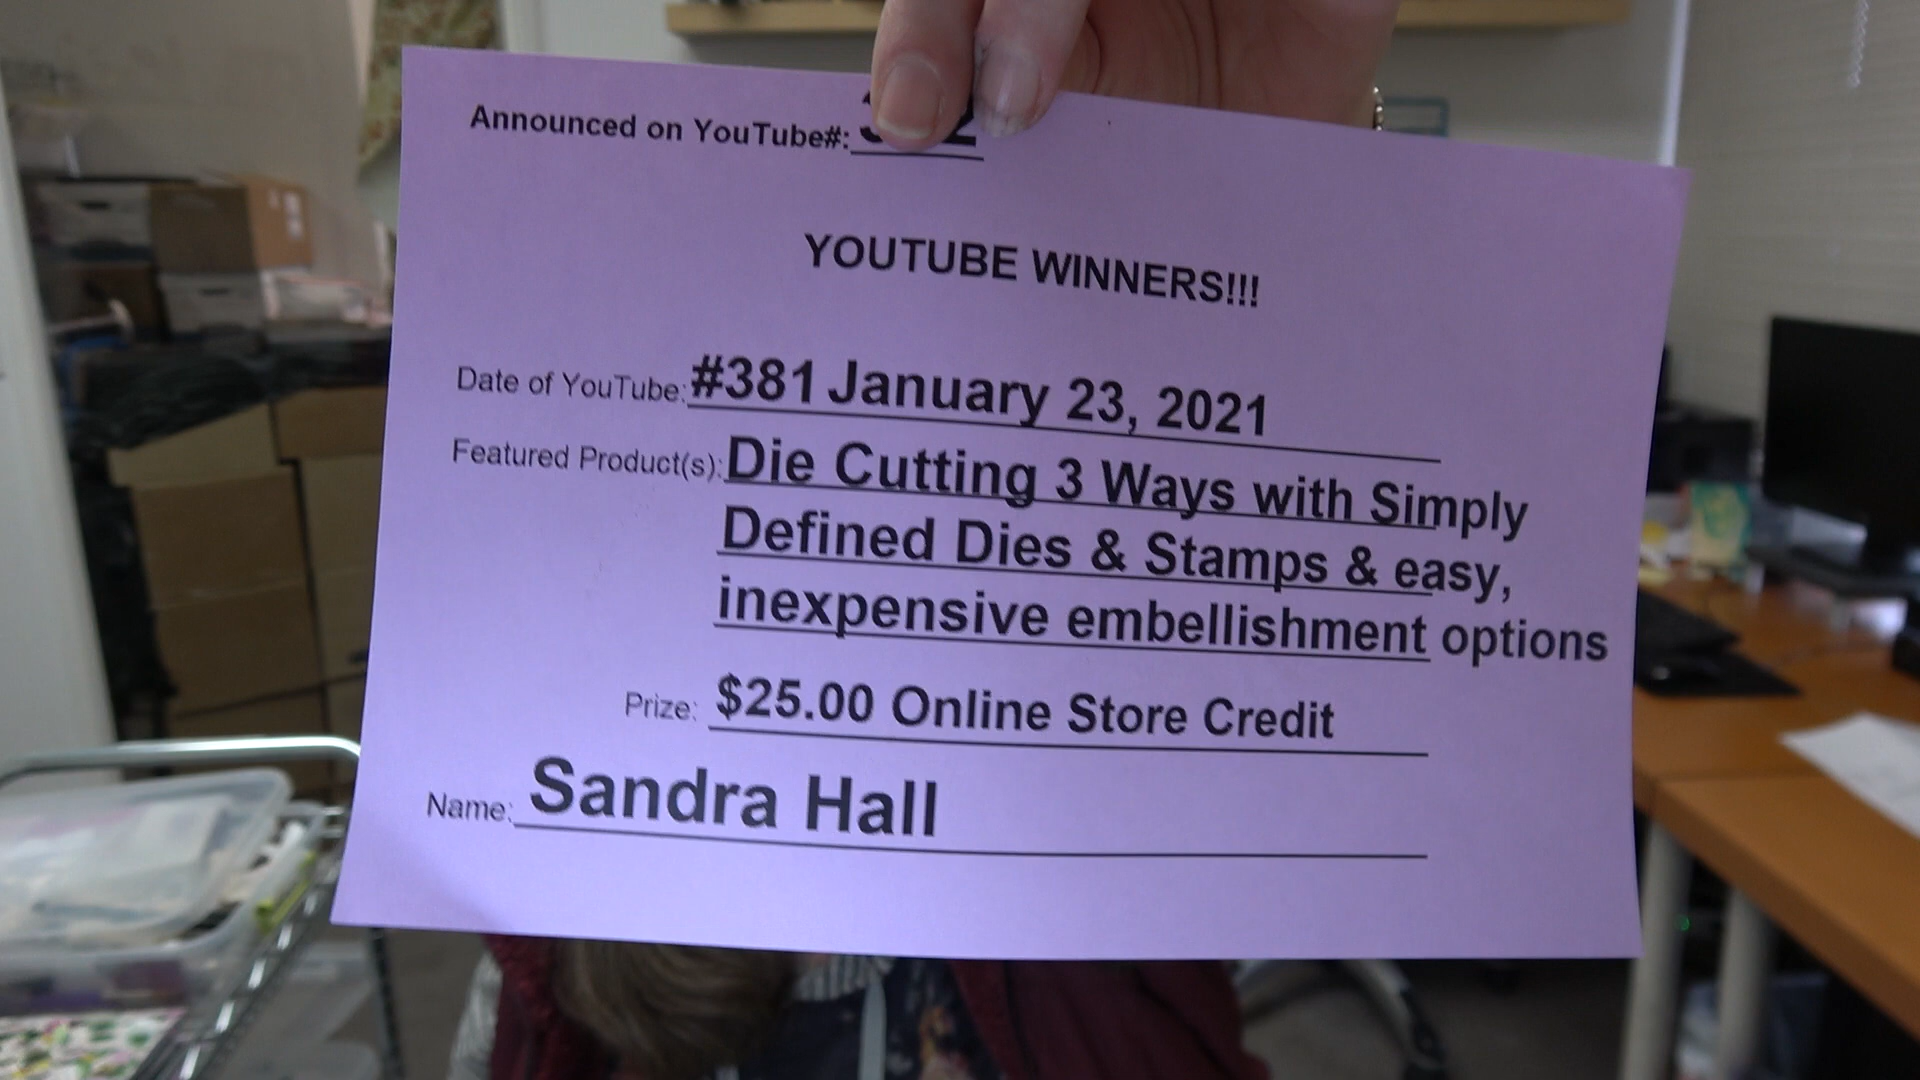 Announced on YouTube#:
YOUTUBE WINNERS!!!
Date of YouTube: #381 January 23, 2021
Featured Product(s): Die Cutting 3 Ways with Simply
Defined Dies & Stamps & easy,
inexpensive embellishment options
Prize: $25.00 Online Store Credit
Name: Sandra Hall